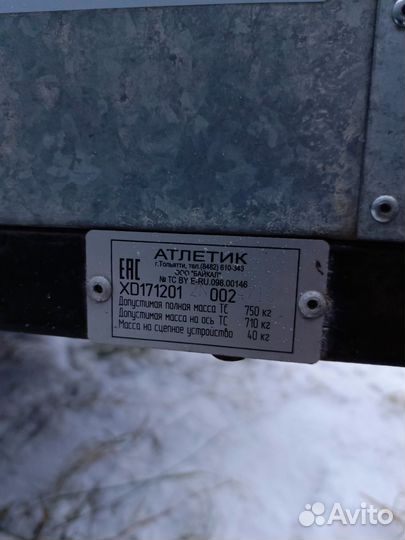 АТЛЕТИК
г.Тольятти, тел.(8482) 610-343
ООО "БАЙКАЛ"
ЕАС № ТС BY E-RU.098.00146
XD171201 002
Допустимая полная масса ТС 750 кг
Допустимая масса на ось ТС 710 кг
Масса на сцепное устройство 40 кг
Avito